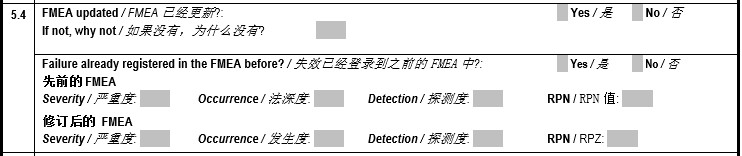 5.4 FMEA updated / FMEA 已经更新?: Yes / 是 No / 否
If not, why not / 如果没有，为什么没有?
Failure already registered in the FMEA before? / 失效已经登录到之前的 FMEA 中?: Yes / 是 No / 否
先前的 FMEA
Severity / 严重度: Occurrence / 法深度: Detection / 探测度: RPN / RPN 值:
修订后的 FMEA
Severity / 严重度: Occurrence / 发生度: Detection / 探测度: RPN / RPZ: